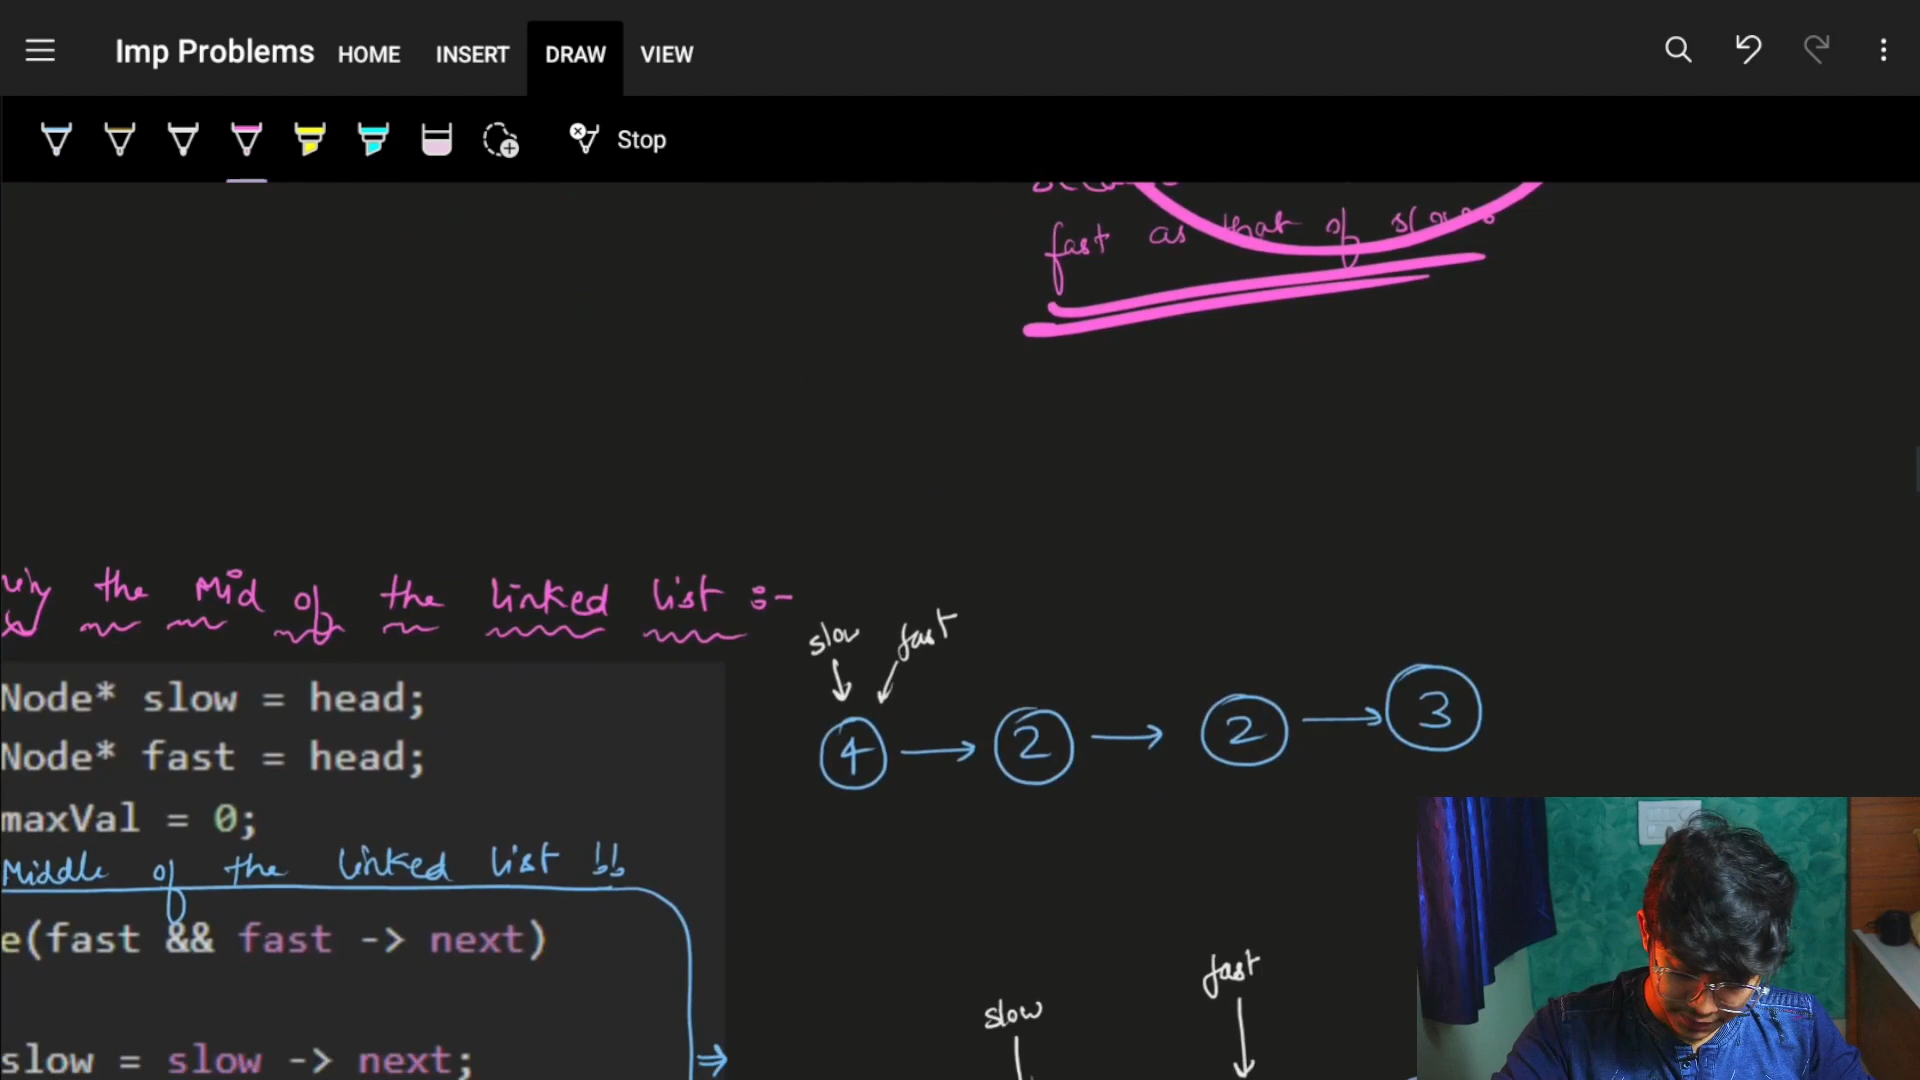 Imp Problems HOME INSERT DRAW VIEW
Stop
fast as that of slow
the Mid of the linked list :-
slow fast
Node* slow = head;
4 2 2 3
Node* fast = head;
maxVal = 0;
Middle of the linked list !!
e(fast && fast -> next)
fast
slow
slow = slow -> next;